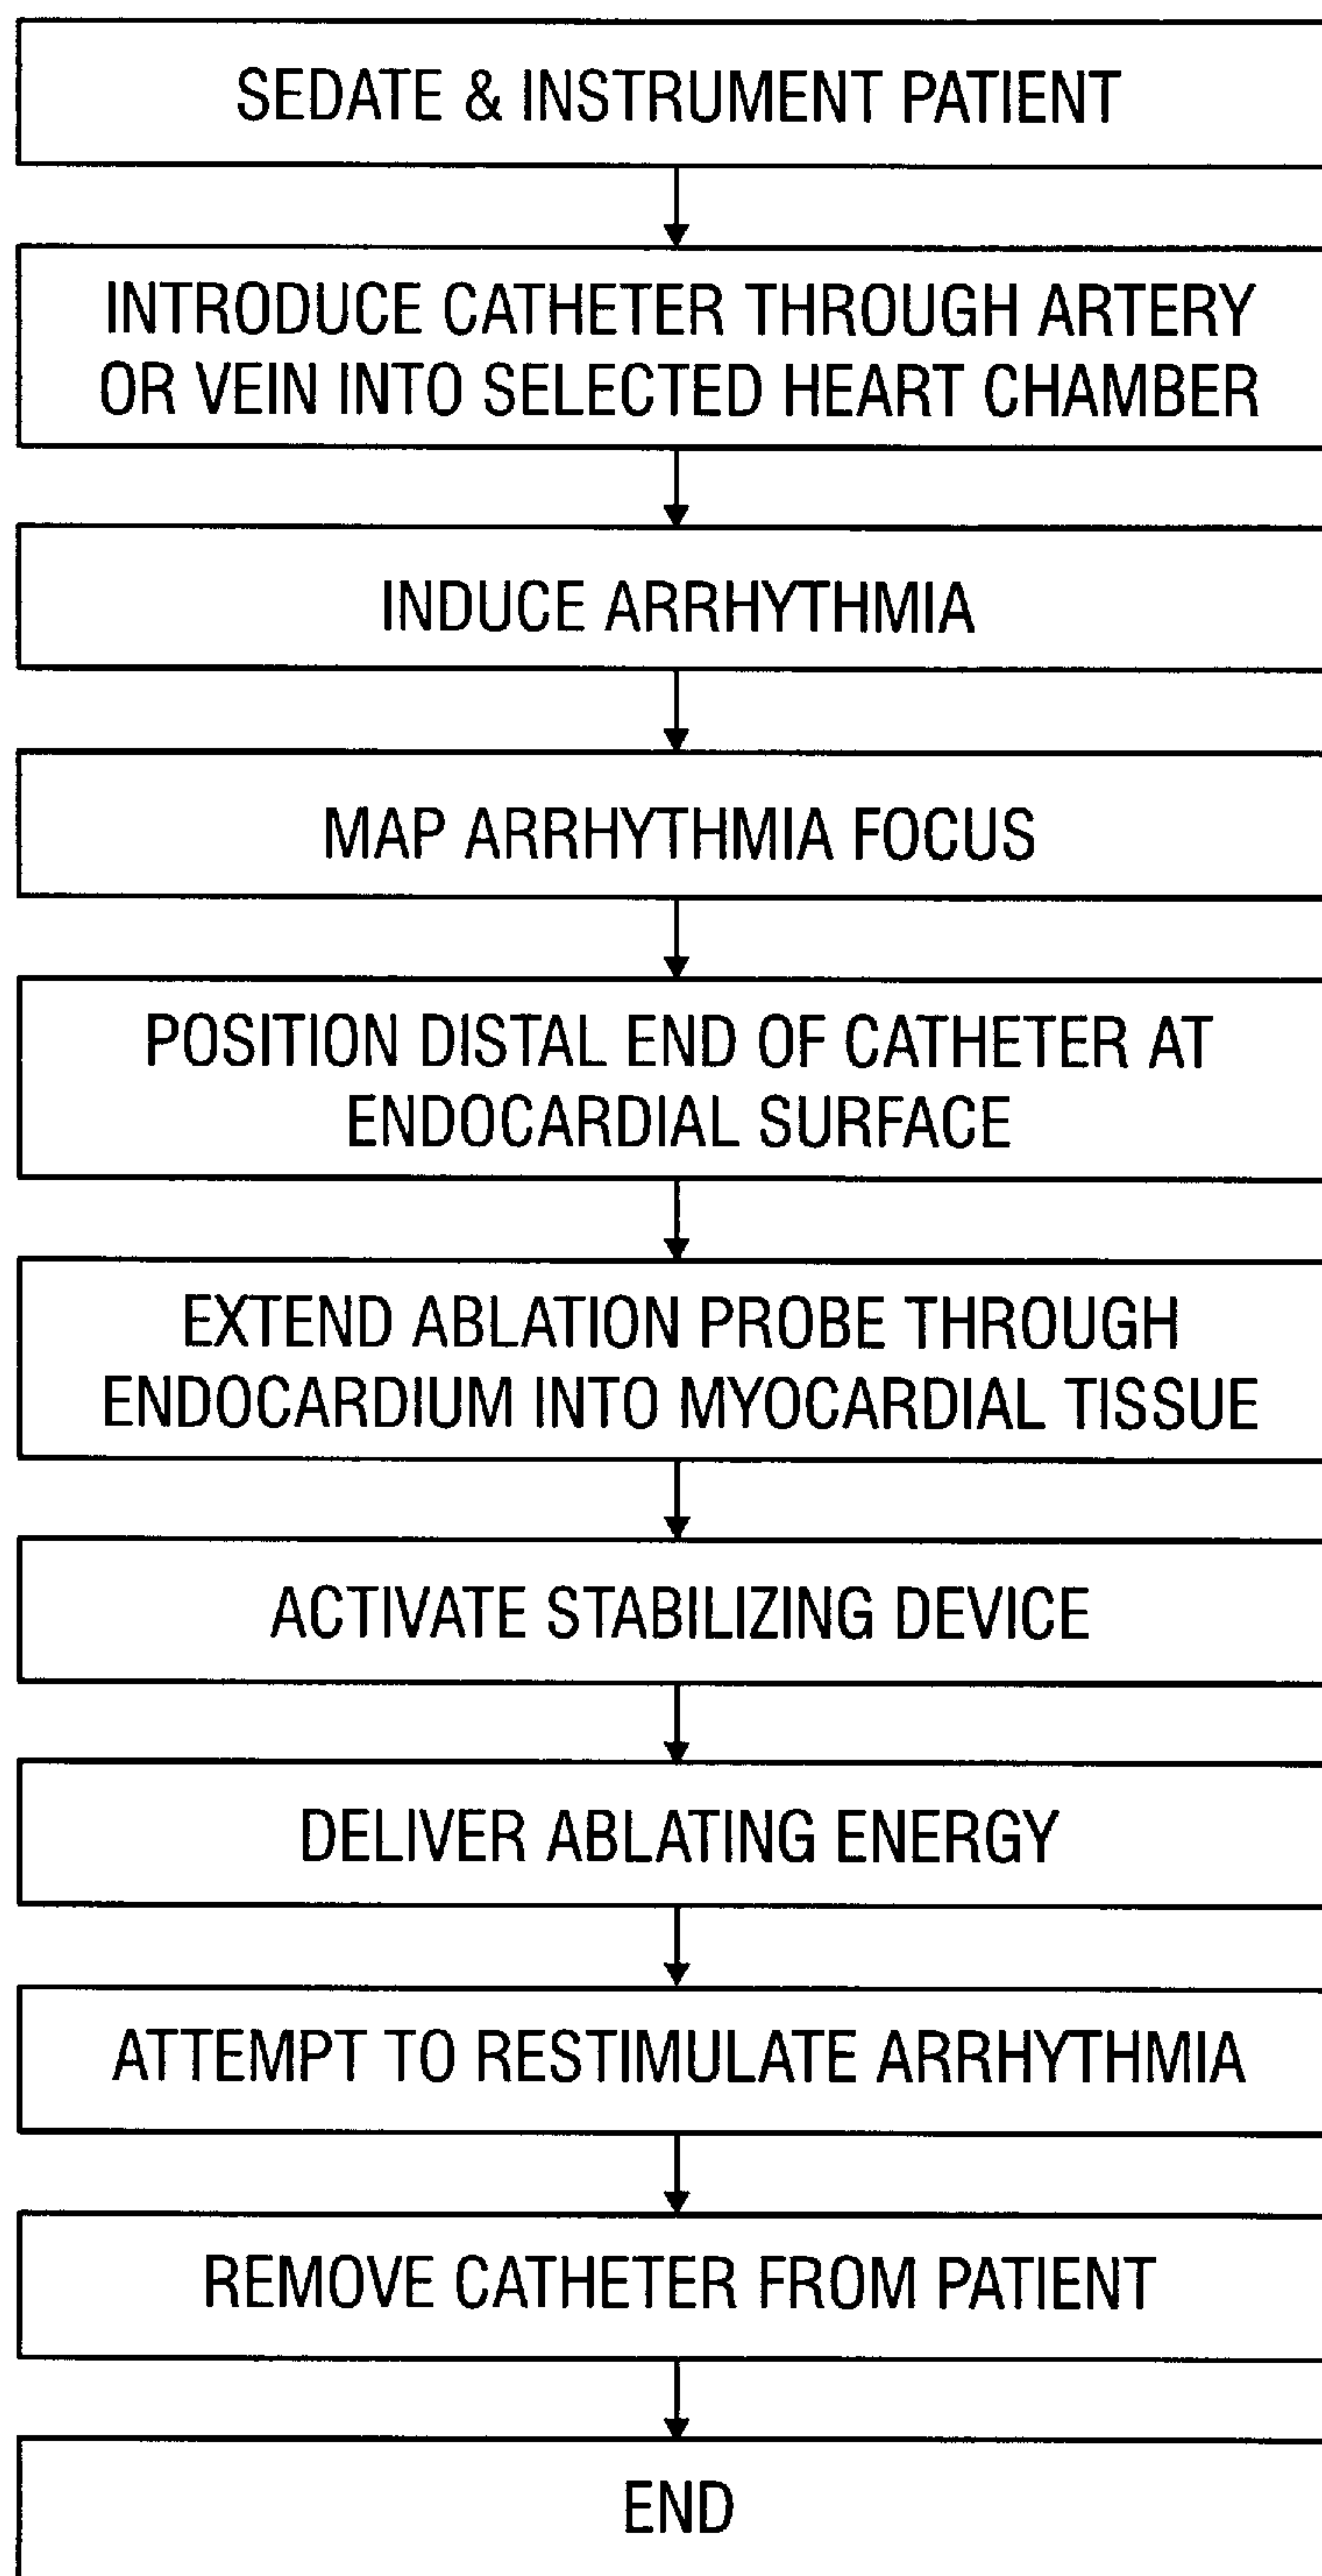 SEDATE & INSTRUMENT PATIENT
INTRODUCE CATHETER THROUGH ARTERY
OR VEIN INTO SELECTED HEART CHAMBER
INDUCE ARRHYTHMIA
MAP ARRHYTHMIA FOCUS
POSITION DISTAL END OF CATHETER AT
ENDOCARDIAL SURFACE
EXTEND ABLATION PROBE THROUGH
ENDOCARDIUM INTO MYOCARDIAL TISSUE
ACTIVATE STABILIZING DEVICE
DELIVER ABLATING ENERGY
ATTEMPT TO RESTIMULATE ARRHYTHMIA
REMOVE CATHETER FROM PATIENT
END